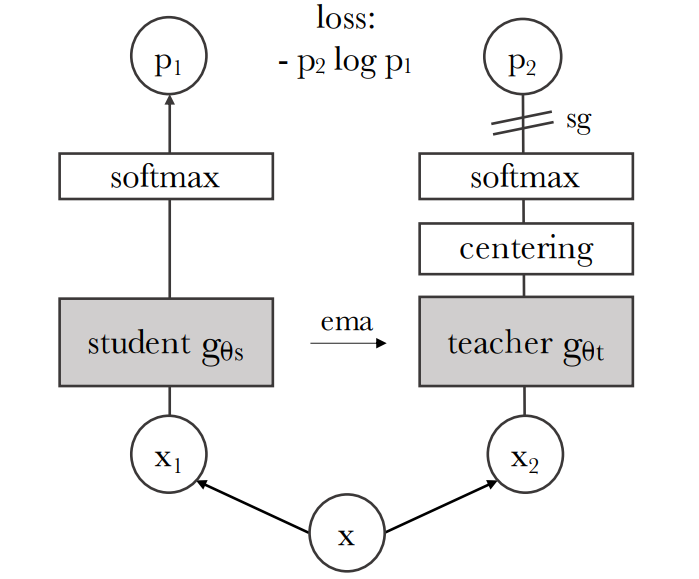 loss:
- p₂ log p₁
p₁
p₂
sg
softmax
softmax
centering
student gθs
ema
teacher gθt
x₁
x₂
x